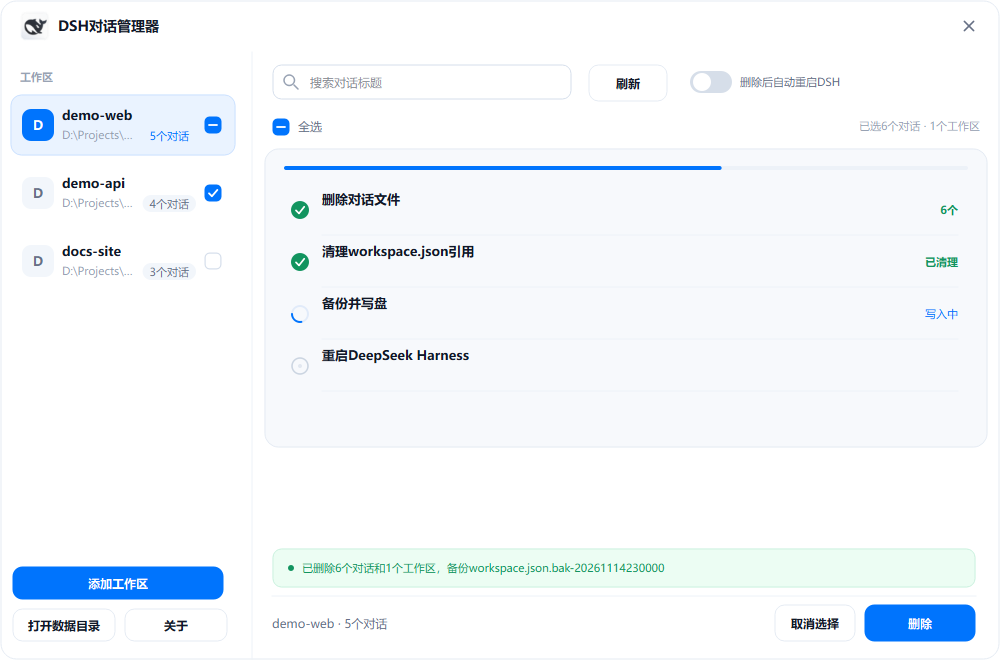 DSH对话管理器
工作区
D
demo-web
D:\Projects\...
5个对话
D
demo-api
D:\Projects\...
4个对话
D
docs-site
D:\Projects\...
3个对话
添加工作区
打开数据目录
关于
搜索对话标题
刷新
删除后自动重启DSH
全选
已选6个对话 · 1个工作区
删除对话文件
6个
清理workspace.json引用
已清理
备份并写盘
写入中
重启DeepSeek Harness
已删除6个对话和1个工作区，备份workspace.json.bak-20261114230000
demo-web · 5个对话
取消选择
删除